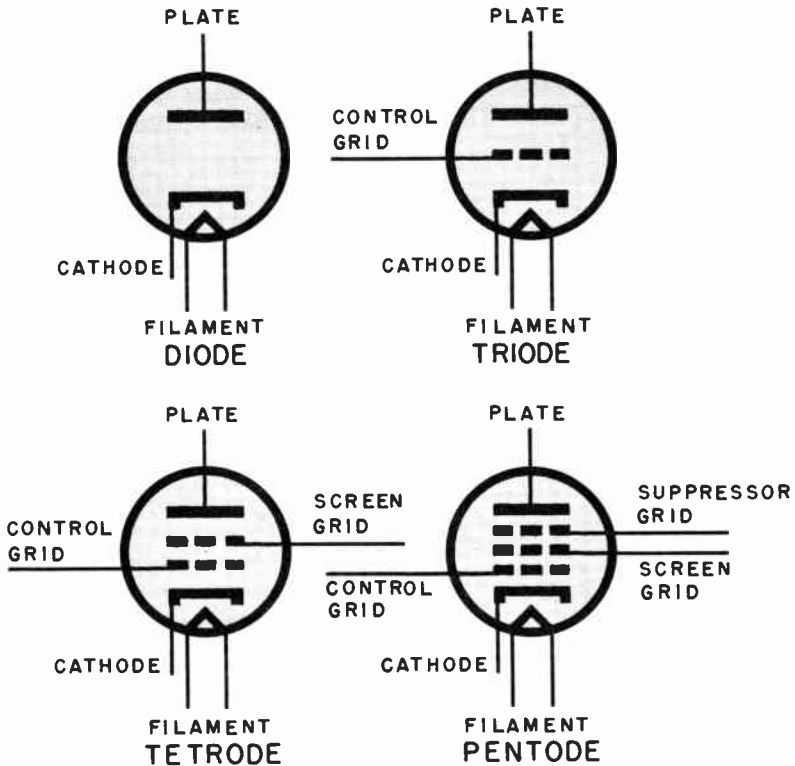 PLATE
CATHODE
FILAMENT
DIODE
PLATE
CONTROL
GRID
CATHODE
FILAMENT
TRIODE
PLATE
CONTROL
GRID
SCREEN
GRID
CATHODE
FILAMENT
TETRODE
PLATE
SUPPRESSOR
GRID
SCREEN
GRID
CONTROL
GRID
CATHODE
FILAMENT
PENTODE